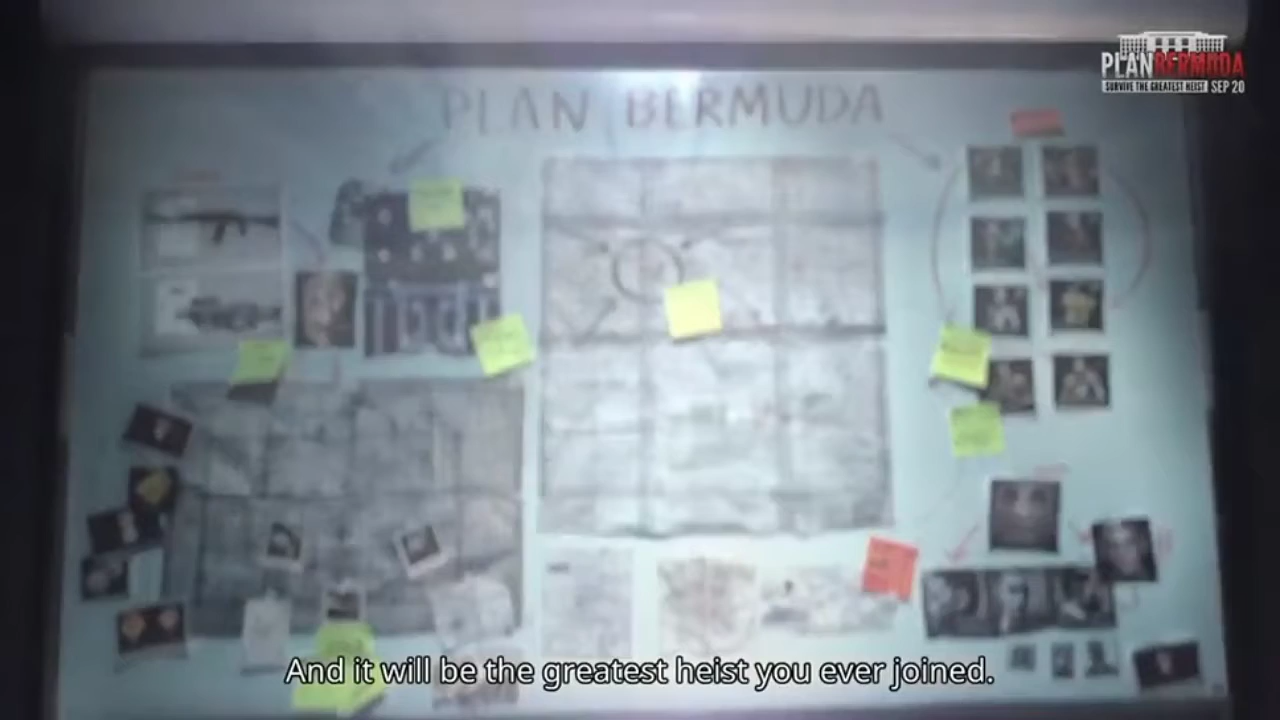 PLAN BERMUDA
PLANBERMUDA
SURVIVE THE GREATEST HEIST SEP 20
And it will be the greatest heist you ever joined.